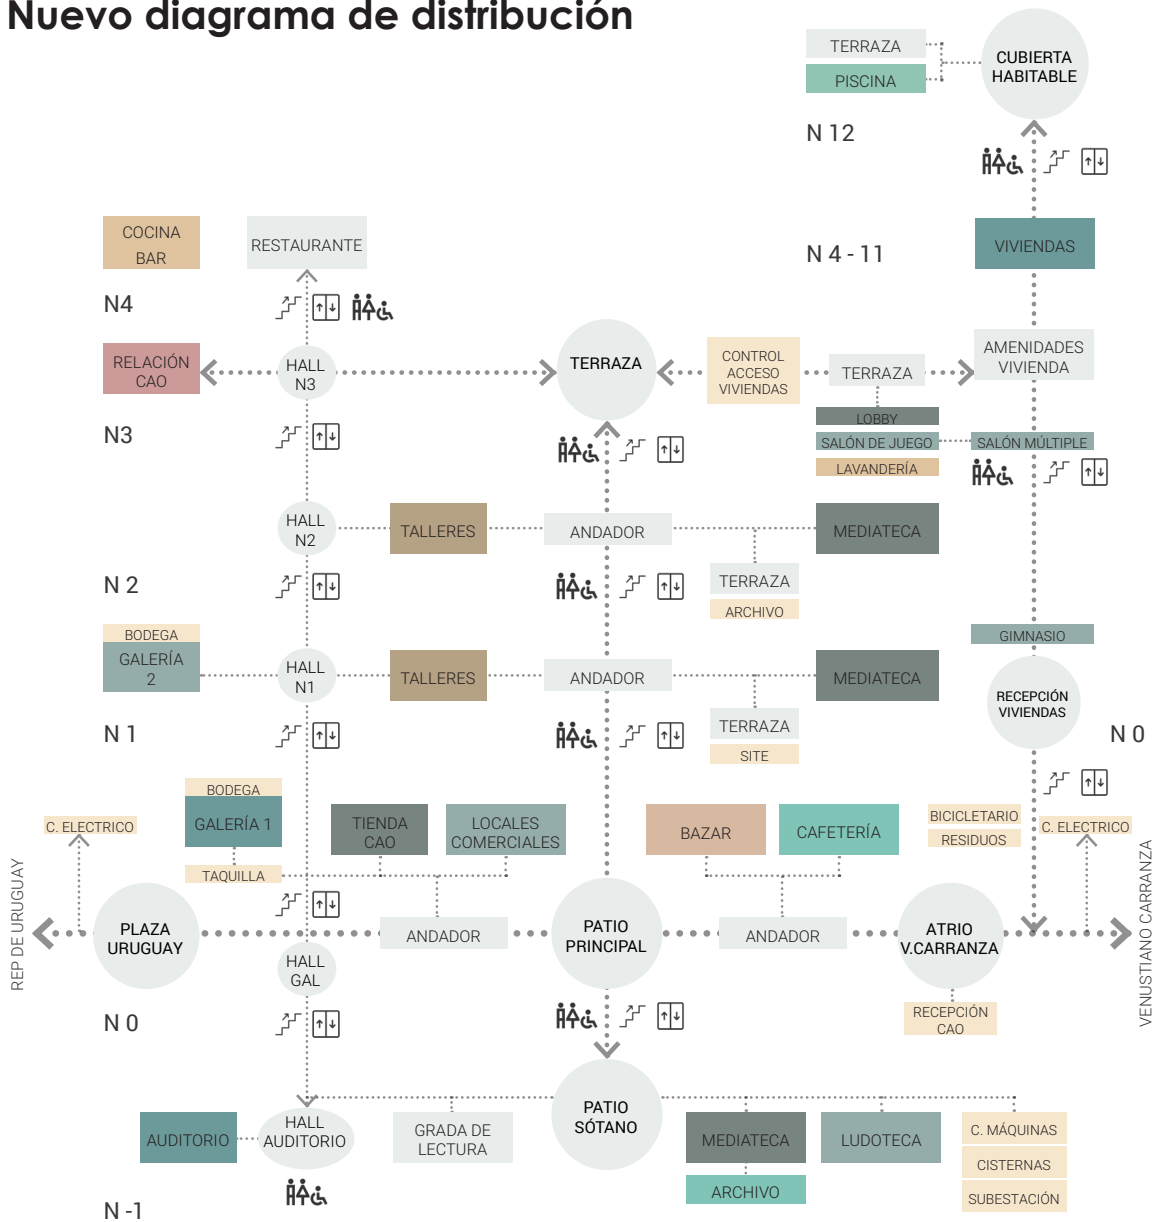 Nuevo diagrama de distribución
TERRAZA
PISCINA
CUBIERTA
HABITABLE
N 12
COCINA
BAR
RESTAURANTE
N 4 - 11
VIVIENDAS
N4
RELACIÓN
CAO
HALL
N3
TERRAZA
CONTROL
ACCESO
VIVIENDAS
TERRAZA
AMENIDADES
VIVIENDA
LOBBY
SALÓN DE JUEGO
SALÓN MÚLTIPLE
LAVANDERÍA
N3
HALL
N2
TALLERES
ANDADOR
MEDIATECA
TERRAZA
ARCHIVO
N 2
BODEGA
GALERÍA
2
HALL
N1
TALLERES
ANDADOR
MEDIATECA
GIMNASIO
RECEPCIÓN
VIVIENDAS
TERRAZA
SITE
N 1
N 0
BODEGA
GALERÍA 1
TAQUILLA
TIENDA
CAO
LOCALES
COMERCIALES
BAZAR
CAFETERÍA
BICICLETARIO
RESIDUOS
C. ELECTRICO
C. ELECTRICO
REP DE URUGUAY
PLAZA
URUGUAY
ANDADOR
PATIO
PRINCIPAL
ANDADOR
ATRIO
V.CARRANZA
VENUSTIANO CARRANZA
HALL
GAL
RECEPCIÓN
CAO
N 0
AUDITORIO
HALL
AUDITORIO
GRADA DE
LECTURA
PATIO
SÓTANO
MEDIATECA
ARCHIVO
LUDOTECA
C. MÁQUINAS
CISTERNAS
SUBESTACIÓN
N -1